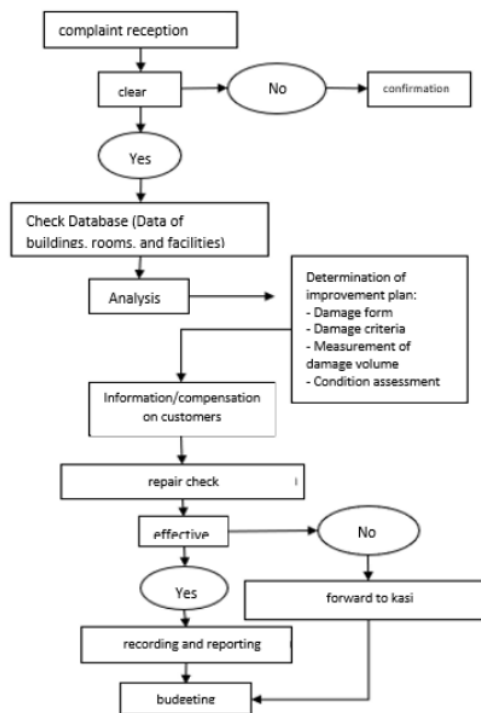 complaint reception
clear
No
confirmation
Yes
Check Database (Data of
buildings, rooms, and facilities)
Analysis
Determination of
improvement plan:
- Damage form
- Damage criteria
- Measurement of
damage volume
- Condition assessment
Information/compensation
on customers
repair check
effective
No
Yes
forward to kasi
recording and reporting
budgeting